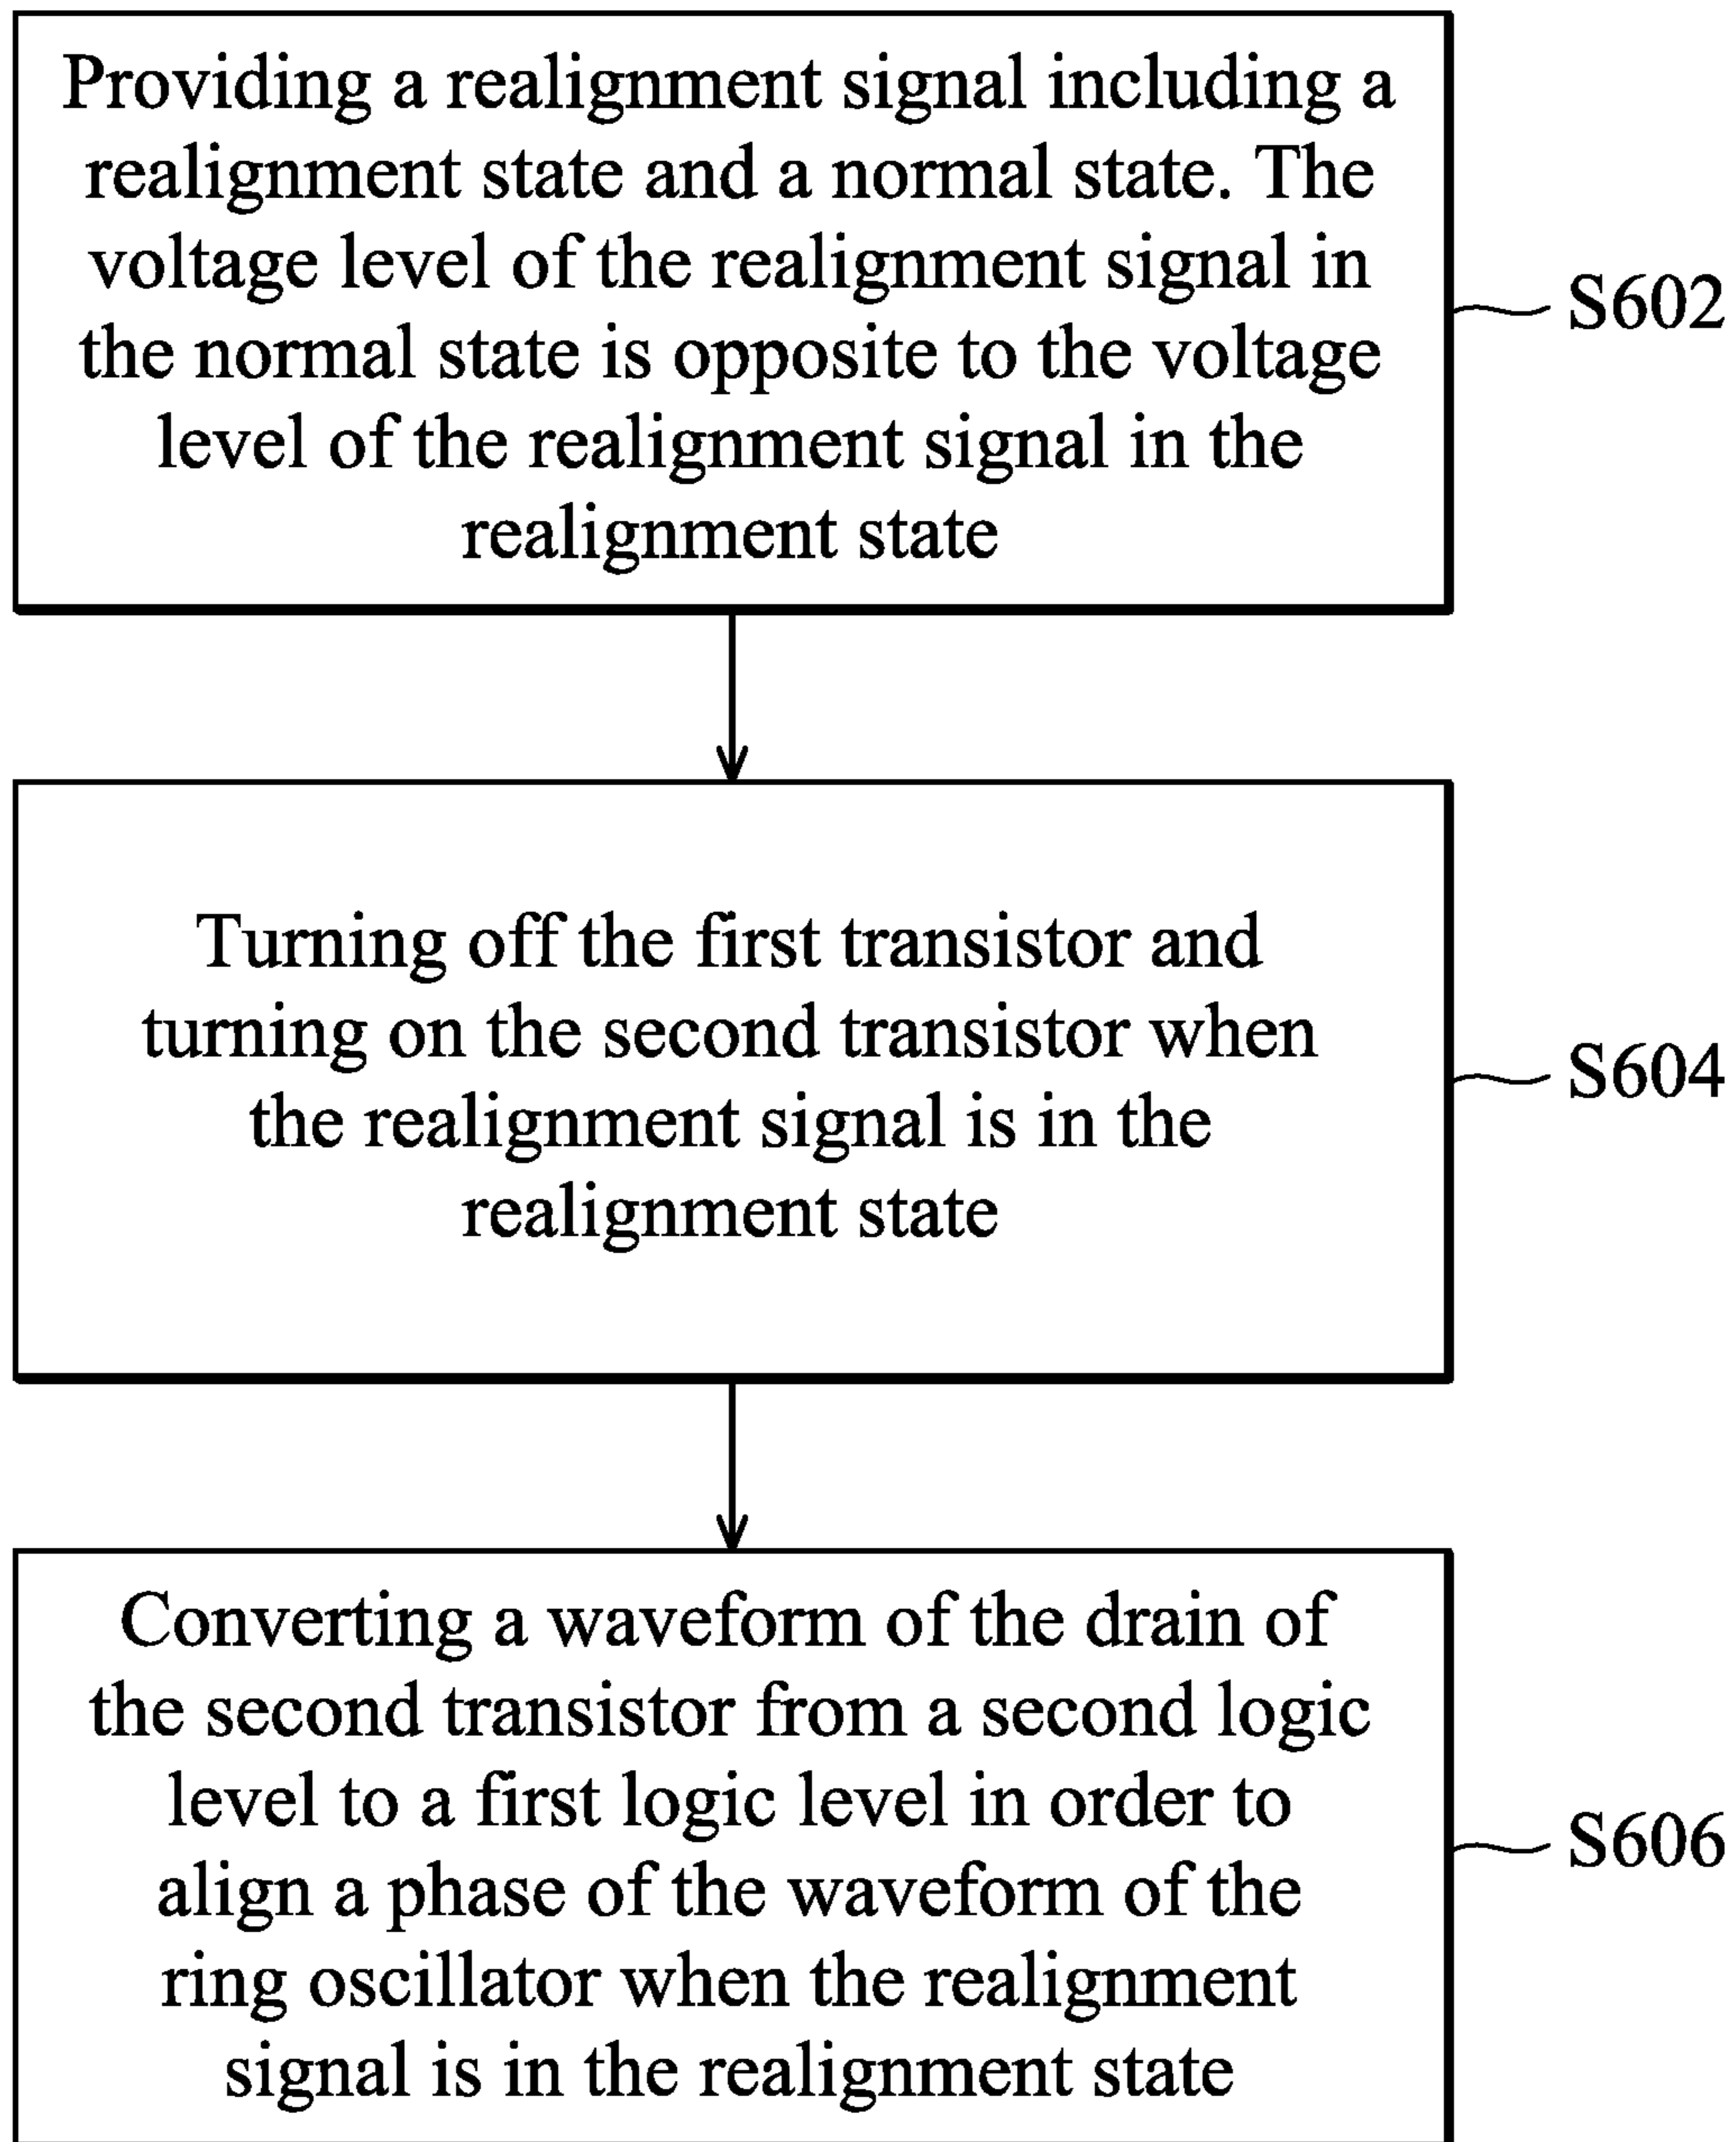 Providing a realignment signal including a
realignment state and a normal state. The
voltage level of the realignment signal in
the normal state is opposite to the voltage
level of the realignment signal in the
realignment state
S602
Turning off the first transistor and
turning on the second transistor when
the realignment signal is in the
realignment state
S604
Converting a waveform of the drain of
the second transistor from a second logic
level to a first logic level in order to
align a phase of the waveform of the
ring oscillator when the realignment
signal is in the realignment state
S606